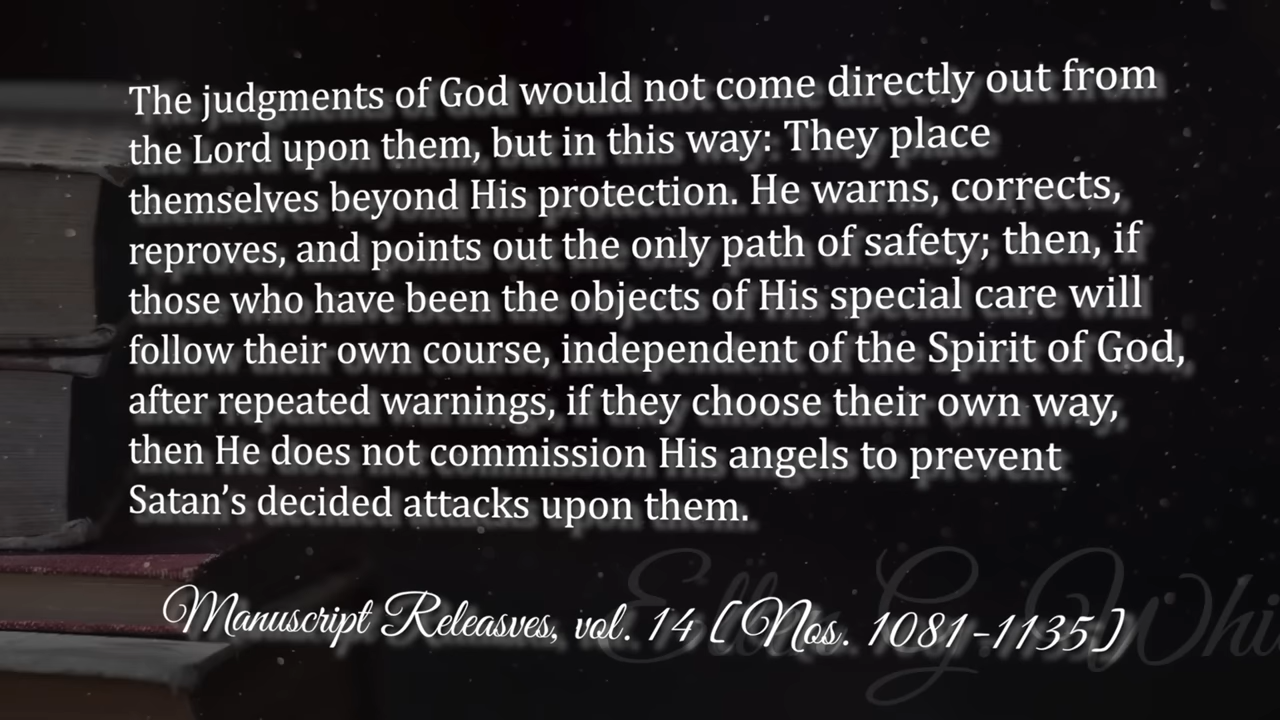 The judgments of God would not come directly out from
the Lord upon them, but in this way: They place
themselves beyond His protection. He warns, corrects,
reproves, and points out the only path of safety; then, if
those who have been the objects of His special care will
follow their own course, independent of the Spirit of God,
after repeated warnings, if they choose their own way,
then He does not commission His angels to prevent
Satan’s decided attacks upon them.
Manuscript Releasves, vol. 14 [Nos. 1081-1135]
Ellen G. Whi